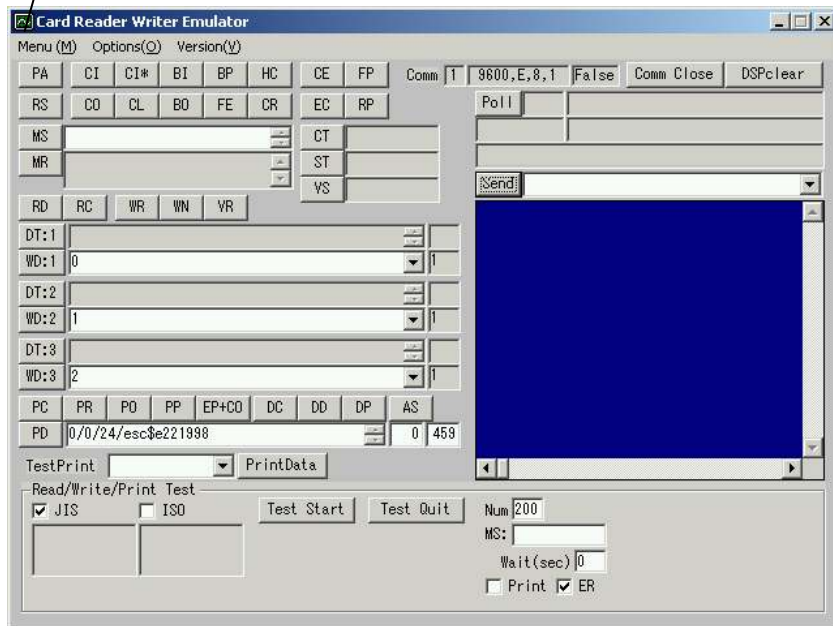 Card Reader Writer Emulator
Menu (M) Options(O) Version(V)
PA CI CI* BI BP HC CE FP Comm 1 9600,E,8,1 False Comm Close DSPclear
RS CO CL BO FE CR EC RP Poll
MS CT
MR ST
VS Send
RD RC WR WN VR
DT:1
WD:1 0 1
DT:2
WD:2 1 1
DT:3
WD:3 2 1
PC PR PO PP EP+CO DC DD DP AS
PD 0/0/24/esc$e221998 0 459
TestPrint PrintData
Read/Write/Print Test
JIS ISO Test Start Test Quit Num 200
MS:
Wait(sec) 0
Print ER